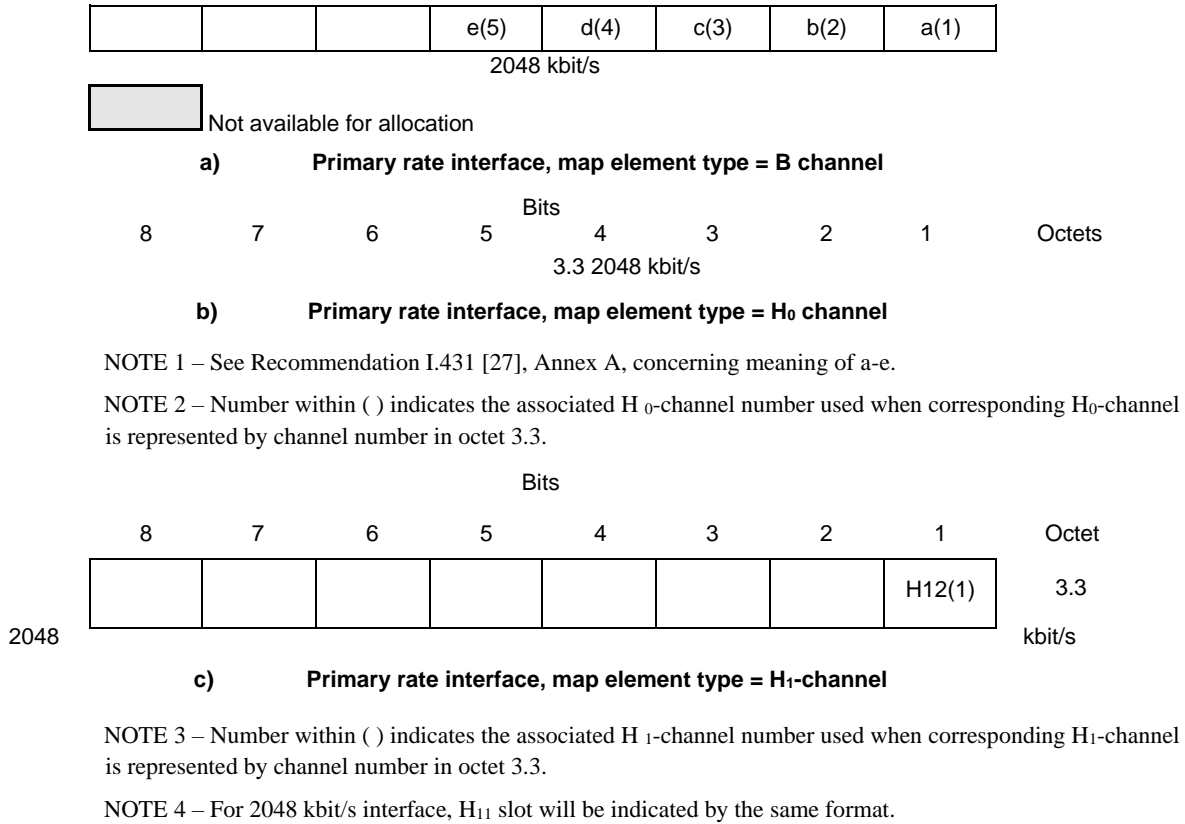 e(5) d(4) c(3) b(2) a(1)
2048 kbit/s
Not available for allocation
a) Primary rate interface, map element type = B channel
Bits
8 7 6 5 4 3 2 1 Octets
3.3 2048 kbit/s
b) Primary rate interface, map element type = H₀ channel
NOTE 1 – See Recommendation I.431 [27], Annex A, concerning meaning of a-e.
NOTE 2 – Number within ( ) indicates the associated H ₀-channel number used when corresponding H₀-channel
is represented by channel number in octet 3.3.
Bits
8 7 6 5 4 3 2 1 Octet
H12(1) 3.3
2048 kbit/s
c) Primary rate interface, map element type = H₁-channel
NOTE 3 – Number within ( ) indicates the associated H ₁-channel number used when corresponding H₁-channel
is represented by channel number in octet 3.3.
NOTE 4 – For 2048 kbit/s interface, H₁₁ slot will be indicated by the same format.